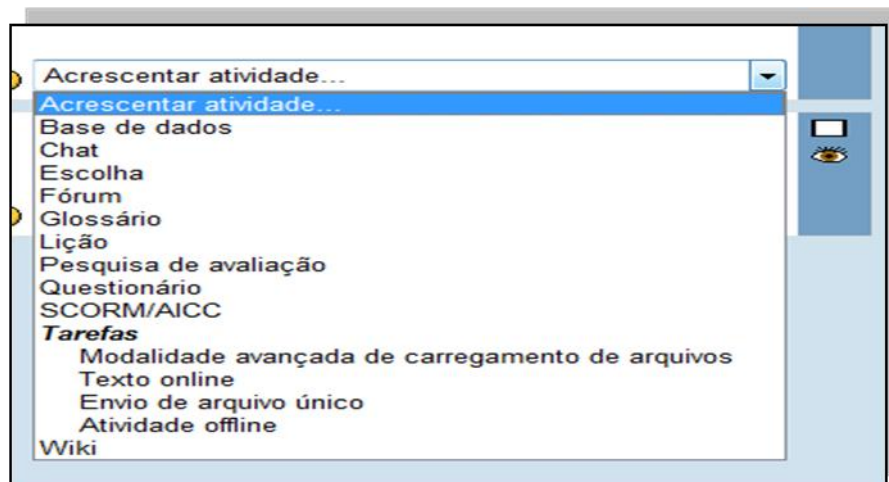 Acrescentar atividade...
Acrescentar atividade...
Base de dados
Chat
Escolha
Fórum
Glossário
Lição
Pesquisa de avaliação
Questionário
SCORM/AICC
Tarefas
Modalidade avançada de carregamento de arquivos
Texto online
Envio de arquivo único
Atividade offline
Wiki